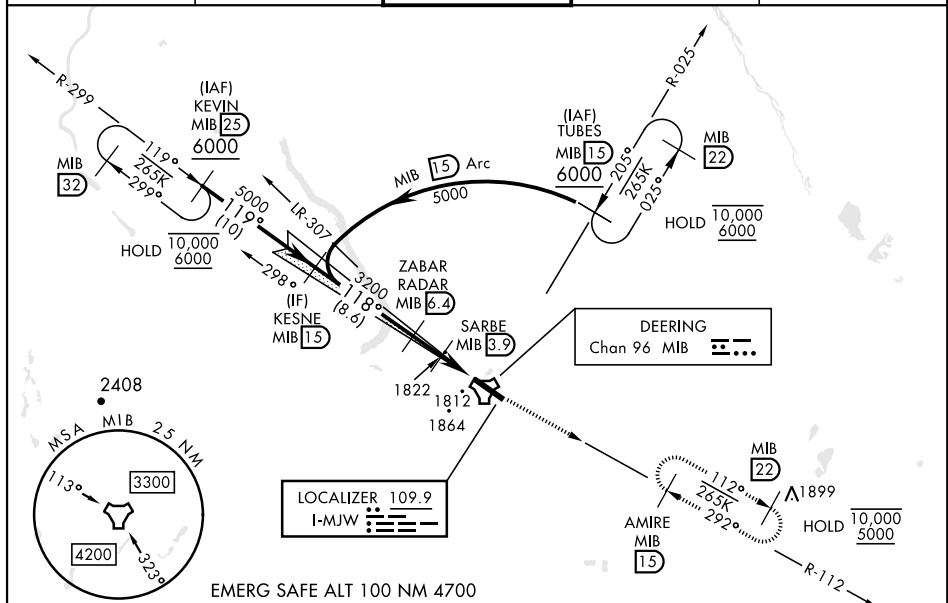 R-299
(IAF)
KEVIN
MIB 25
6000
MIB
32
119°
265K
299°
HOLD 10,000
6000
5000
119°
(10)
LR-307
298°
(IF)
KESNE
MIB 15
3200
118°
(8.6)
MIB 15 Arc
5000
(IAF)
TUBES
MIB 15
6000
R-025
205°
265K
025°
MIB
22
HOLD 10,000
6000
ZABAR
RADAR
MIB 6.4
SARBE
MIB 3.9
1822
1812
1864
DEERING
Chan 96 MIB
LOCALIZER 109.9
I-MJW
2408
MSA MIB 25 NM
113°
3300
4200
323°
EMERG SAFE ALT 100 NM 4700
MIB
22
112°
265K
292°
1899
AMIRE
MIB
15
HOLD 10,000
5000
R-112